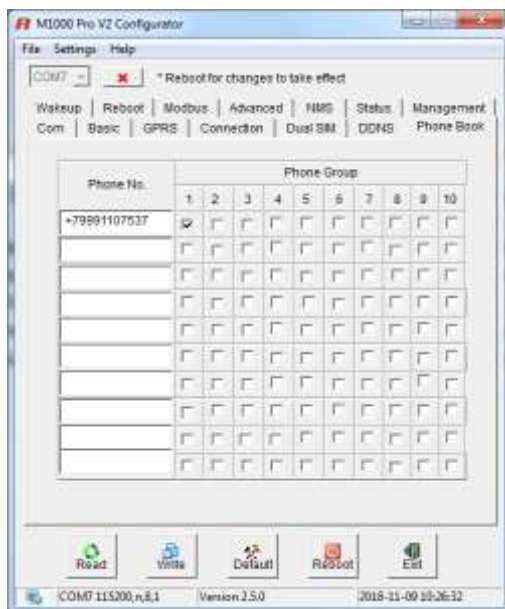 M1000 Pro V2 Configurator
File Settings Help
COM7 * Reboot for changes to take effect
Wakeup Reboot Modbus Advanced NMS Status Management
Com Basic GPRS Connection Dual SIM DDNS Phone Book
Phone No. Phone Group
1 2 3 4 5 6 7 8 9 10
+79991107537
Read Write Default Reboot Exit
COM7 115200,n,8,1 Version 2.5.0 2018-11-09 10:26:32